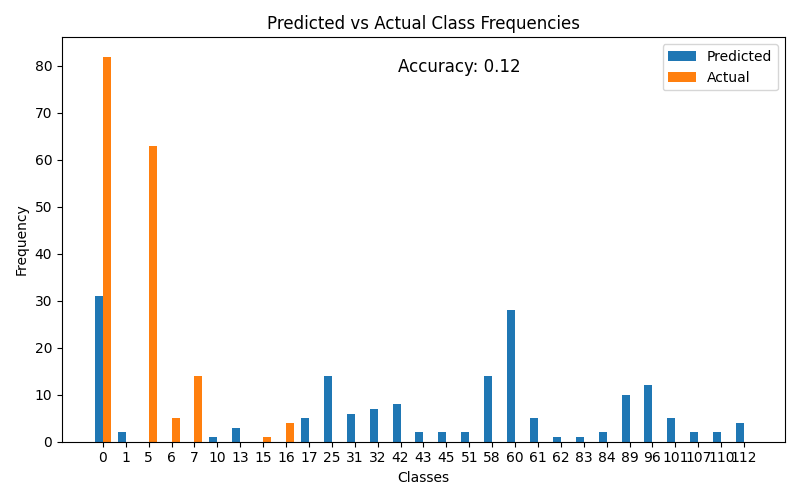 Predicted vs Actual Class Frequencies
Accuracy: 0.12
Predicted
Actual
Frequency
80
70
60
50
40
30
20
10
0
0 1 5 6 7 10 13 15 16 17 25 31 32 42 43 45 51 58 60 61 62 83 84 89 96 101 107 110 112
Classes